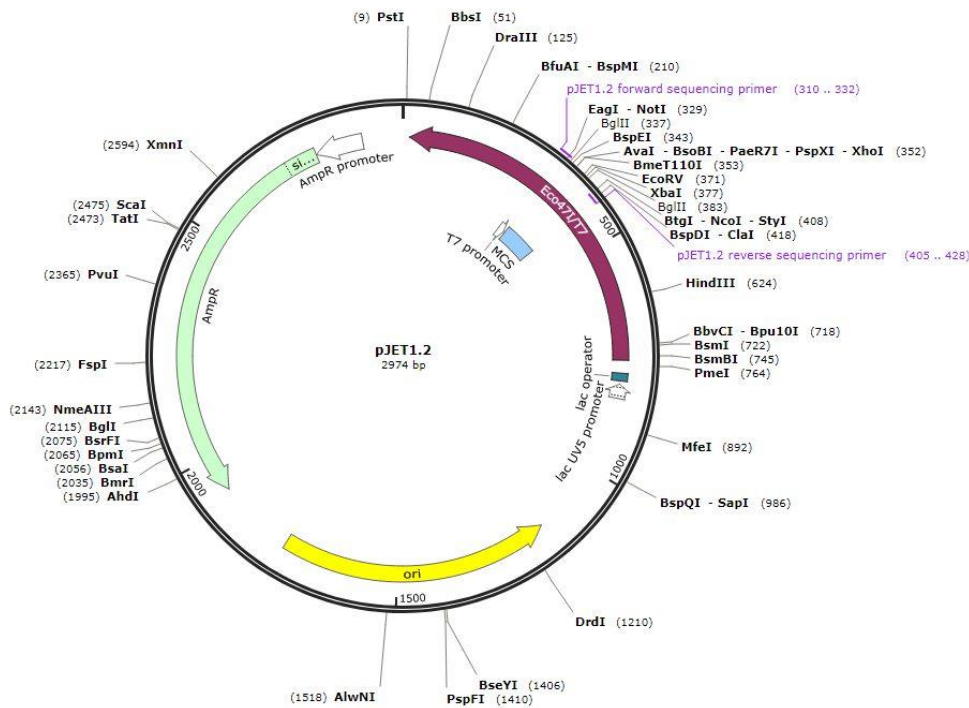 (9) PstI
BbsI (51)
DraIII (125)
BfuAI - BspMI (210)
pJET1.2 forward sequencing primer (310 .. 332)
EagI - NotI (329)
BglII (337)
BspEI (343)
AvaI - BsoBI - PaeR7I - PspXI - XhoI (352)
BmeT110I (353)
EcoRV (371)
XbaI (377)
BglII (383)
BtgI - NcoI - StyI (408)
BspDI - ClaI (418)
pJET1.2 reverse sequencing primer (405 .. 428)
HindIII (624)
BbvCI - Bpu10I (718)
BsmI (722)
BsmBI (745)
PmeI (764)
MfeI (892)
BspQI - SapI (986)
DrdI (1210)
BseYI (1406)
PspFI (1410)
(1518) AlwNI
(1995) AhdI
(2035) BmrI
(2056) BsaI
(2065) BpmI
(2075) BsrFI
(2115) BglI
(2143) NmeAIII
(2217) FspI
(2365) PvuI
(2473) TatI
(2475) ScaI
(2594) XmnI
500
1000
1500
2000
2500
Eco47I/T7
T7 promoter
MCS
lac operator
lac UV5 promoter
ori
AmpR
si...
AmpR promoter
pJET1.2
2974 bp